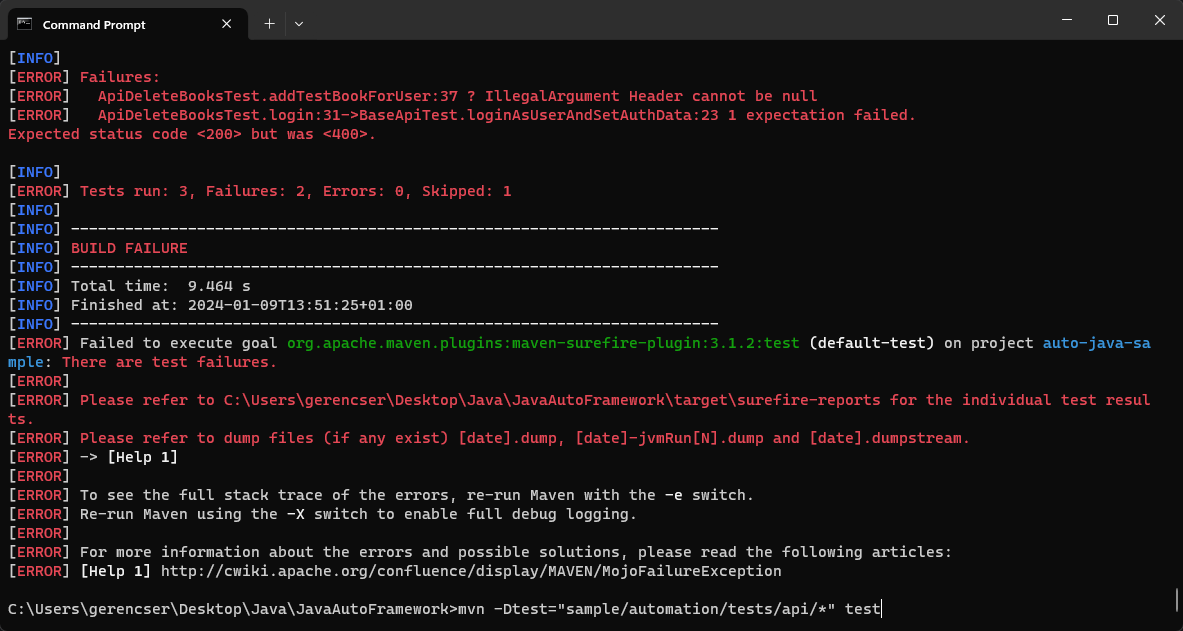 Command Prompt
[INFO]
[ERROR] Failures:
[ERROR]   ApiDeleteBooksTest.addTestBookForUser:37 ? IllegalArgument Header cannot be null
[ERROR]   ApiDeleteBooksTest.login:31->BaseApiTest.loginAsUserAndSetAuthData:23 1 expectation failed.
Expected status code <200> but was <400>.
[INFO]
[ERROR] Tests run: 3, Failures: 2, Errors: 0, Skipped: 1
[INFO]
[INFO] ------------------------------------------------------------------------
[INFO] BUILD FAILURE
[INFO] ------------------------------------------------------------------------
[INFO] Total time:  9.464 s
[INFO] Finished at: 2024-01-09T13:51:25+01:00
[INFO] ------------------------------------------------------------------------
[ERROR] Failed to execute goal org.apache.maven.plugins:maven-surefire-plugin:3.1.2:test (default-test) on project auto-java-sa
mple: There are test failures.
[ERROR]
[ERROR] Please refer to C:\Users\gerencser\Desktop\Java\JavaAutoFramework\target\surefire-reports for the individual test resul
ts.
[ERROR] Please refer to dump files (if any exist) [date].dump, [date]-jvmRun[N].dump and [date].dumpstream.
[ERROR] -> [Help 1]
[ERROR]
[ERROR] To see the full stack trace of the errors, re-run Maven with the -e switch.
[ERROR] Re-run Maven using the -X switch to enable full debug logging.
[ERROR]
[ERROR] For more information about the errors and possible solutions, please read the following articles:
[ERROR] [Help 1] http://cwiki.apache.org/confluence/display/MAVEN/MojoFailureException
C:\Users\gerencser\Desktop\Java\JavaAutoFramework>mvn -Dtest="sample/automation/tests/api/*" test